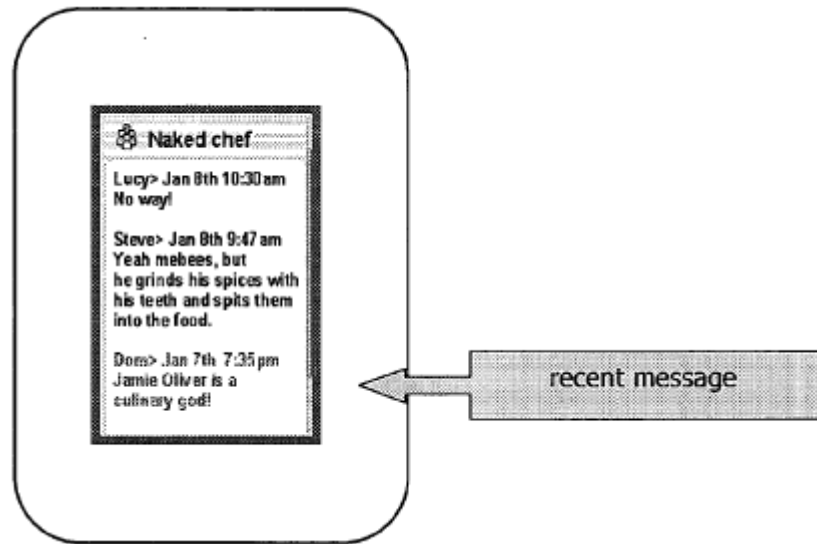 Naked chef
Lucy> Jan 8th 10:30am
No way!
Steve> Jan 8th 9:47am
Yeah mebees, but
he grinds his spices with
his teeth and spits them
into the food.
Dom> Jan 7th 7:35pm
Jamie Oliver is a
culinary god!
recent message